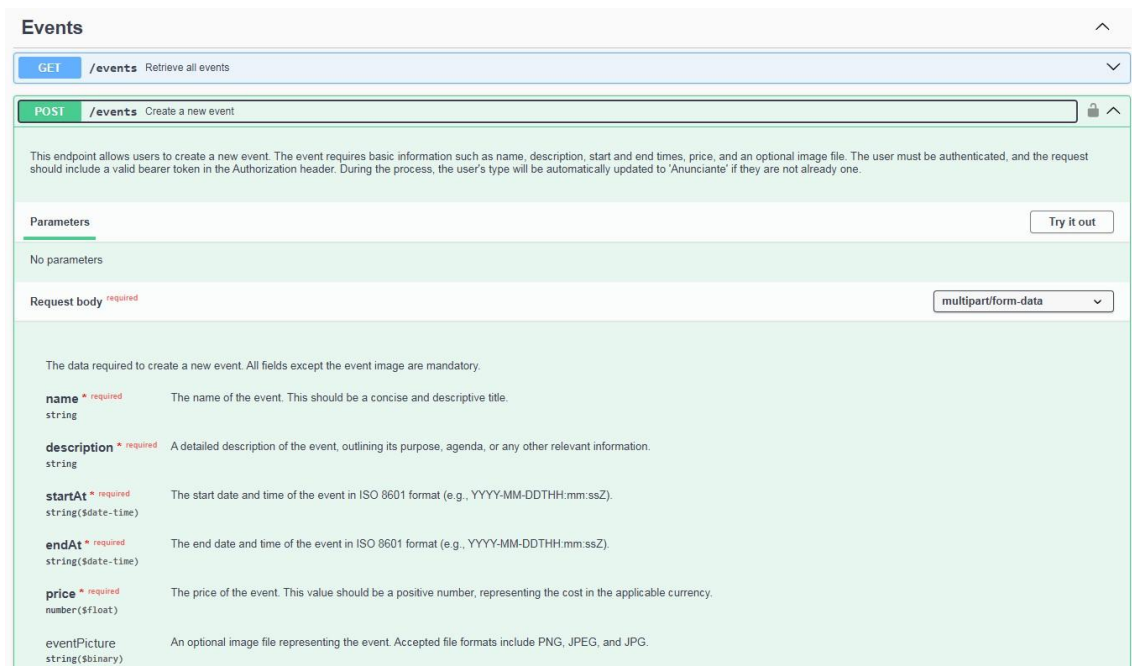 Events
GET /events Retrieve all events
POST /events Create a new event
This endpoint allows users to create a new event. The event requires basic information such as name, description, start and end times, price, and an optional image file. The user must be authenticated, and the request
should include a valid bearer token in the Authorization header. During the process, the user's type will be automatically updated to 'Anunciante' if they are not already one.
Parameters
Try it out
No parameters
Request body required
multipart/form-data
The data required to create a new event. All fields except the event image are mandatory.
name * required The name of the event. This should be a concise and descriptive title.
string
description * required A detailed description of the event, outlining its purpose, agenda, or any other relevant information.
string
startAt * required The start date and time of the event in ISO 8601 format (e.g., YYYY-MM-DDTHH:mm:ssZ).
string($date-time)
endAt * required The end date and time of the event in ISO 8601 format (e.g., YYYY-MM-DDTHH:mm:ssZ).
string($date-time)
price * required The price of the event. This value should be a positive number, representing the cost in the applicable currency.
number($float)
eventPicture An optional image file representing the event. Accepted file formats include PNG, JPEG, and JPG.
string($binary)